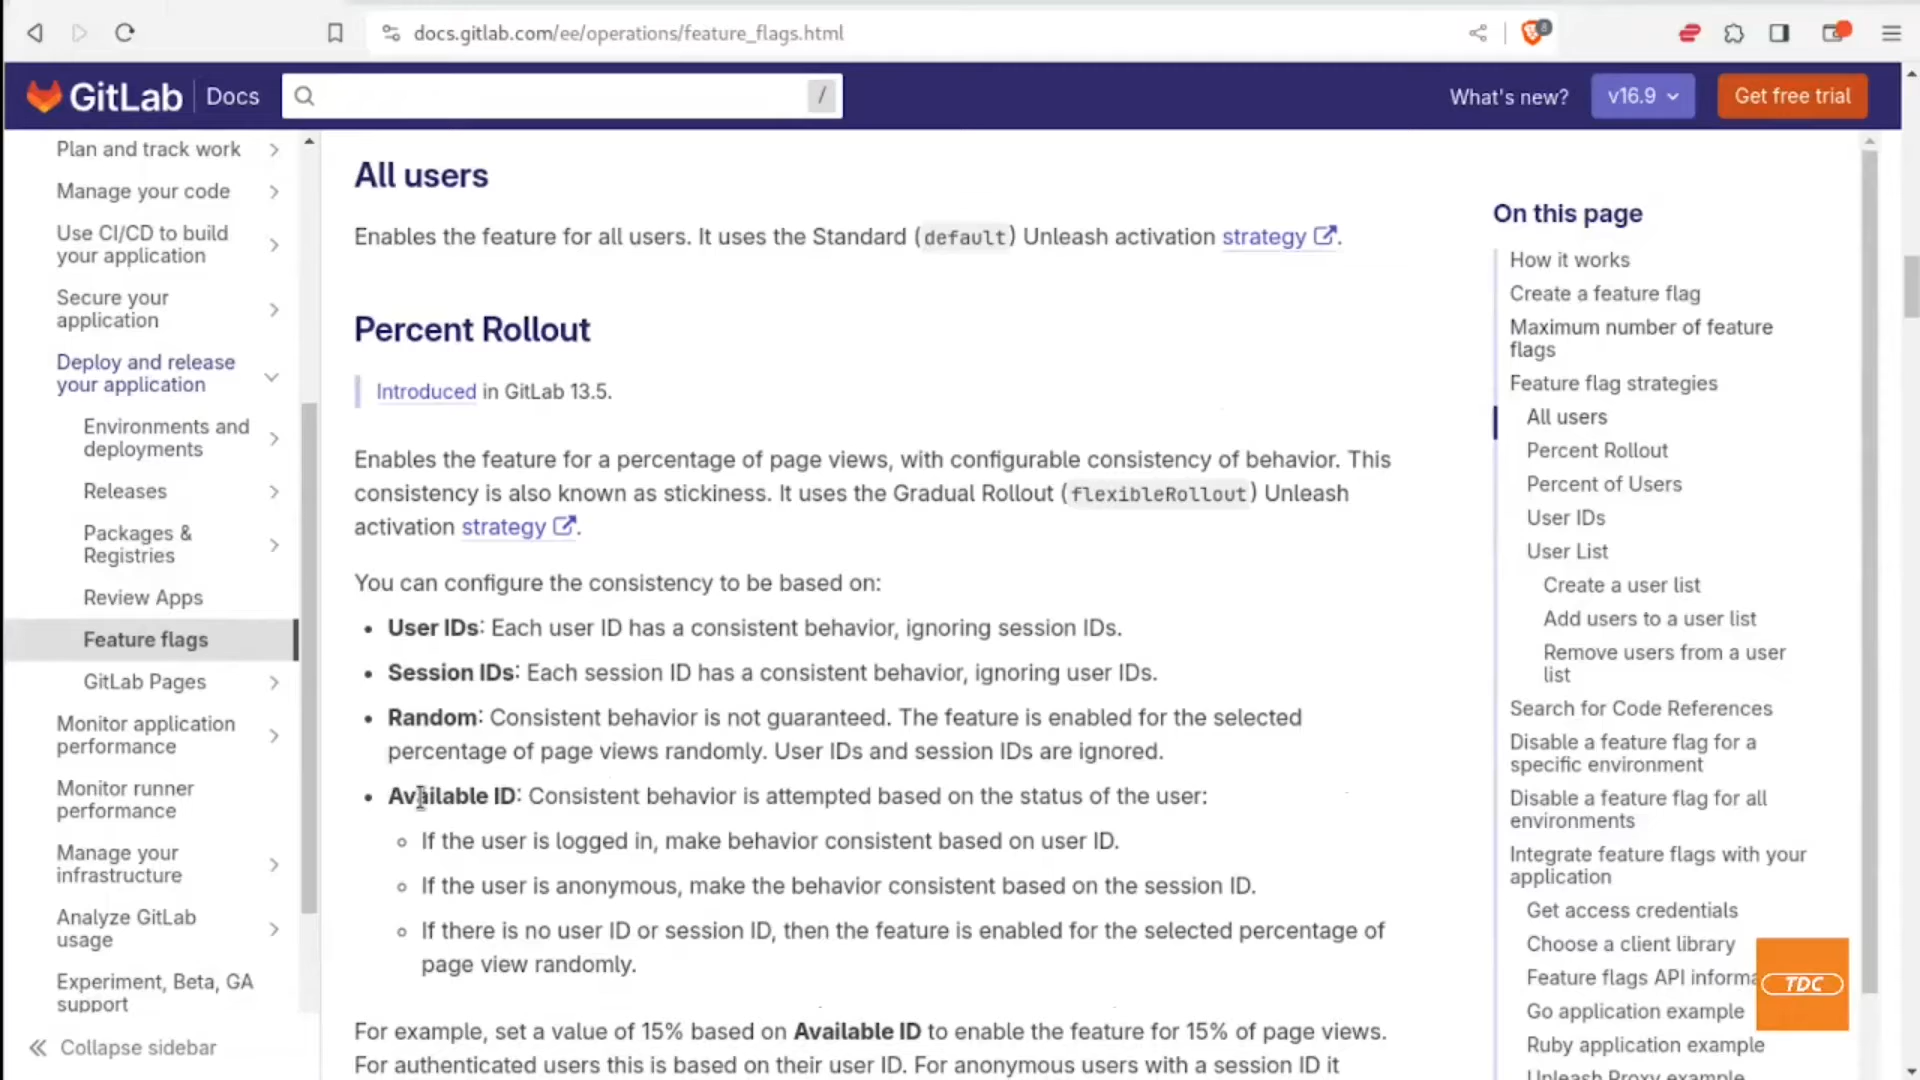 docs.gitlab.com/ee/operations/feature_flags.html
GitLab Docs
/
What's new?
v16.9
Get free trial
Plan and track work
Manage your code
Use CI/CD to build
your application
Secure your
application
Deploy and release
your application
Environments and
deployments
Releases
Packages &
Registries
Review Apps
Feature flags
GitLab Pages
Monitor application
performance
Monitor runner
performance
Manage your
infrastructure
Analyze GitLab
usage
Experiment, Beta, GA
support
Collapse sidebar
All users
Enables the feature for all users. It uses the Standard (default) Unleash activation strategy.
Percent Rollout
Introduced in GitLab 13.5.
Enables the feature for a percentage of page views, with configurable consistency of behavior. This
consistency is also known as stickiness. It uses the Gradual Rollout (flexibleRollout) Unleash
activation strategy.
You can configure the consistency to be based on:
• User IDs: Each user ID has a consistent behavior, ignoring session IDs.
• Session IDs: Each session ID has a consistent behavior, ignoring user IDs.
• Random: Consistent behavior is not guaranteed. The feature is enabled for the selected
percentage of page views randomly. User IDs and session IDs are ignored.
• Available ID: Consistent behavior is attempted based on the status of the user:
◦ If the user is logged in, make behavior consistent based on user ID.
◦ If the user is anonymous, make the behavior consistent based on the session ID.
◦ If there is no user ID or session ID, then the feature is enabled for the selected percentage of
page view randomly.
For example, set a value of 15% based on Available ID to enable the feature for 15% of page views.
For authenticated users this is based on their user ID. For anonymous users with a session ID it
On this page
How it works
Create a feature flag
Maximum number of feature
flags
Feature flag strategies
All users
Percent Rollout
Percent of Users
User IDs
User List
Create a user list
Add users to a user list
Remove users from a user
list
Search for Code References
Disable a feature flag for a
specific environment
Disable a feature flag for all
environments
Integrate feature flags with your
application
Get access credentials
Choose a client library
Feature flags API informa
Go application example
Ruby application example
Unleash Proxy example
TDC